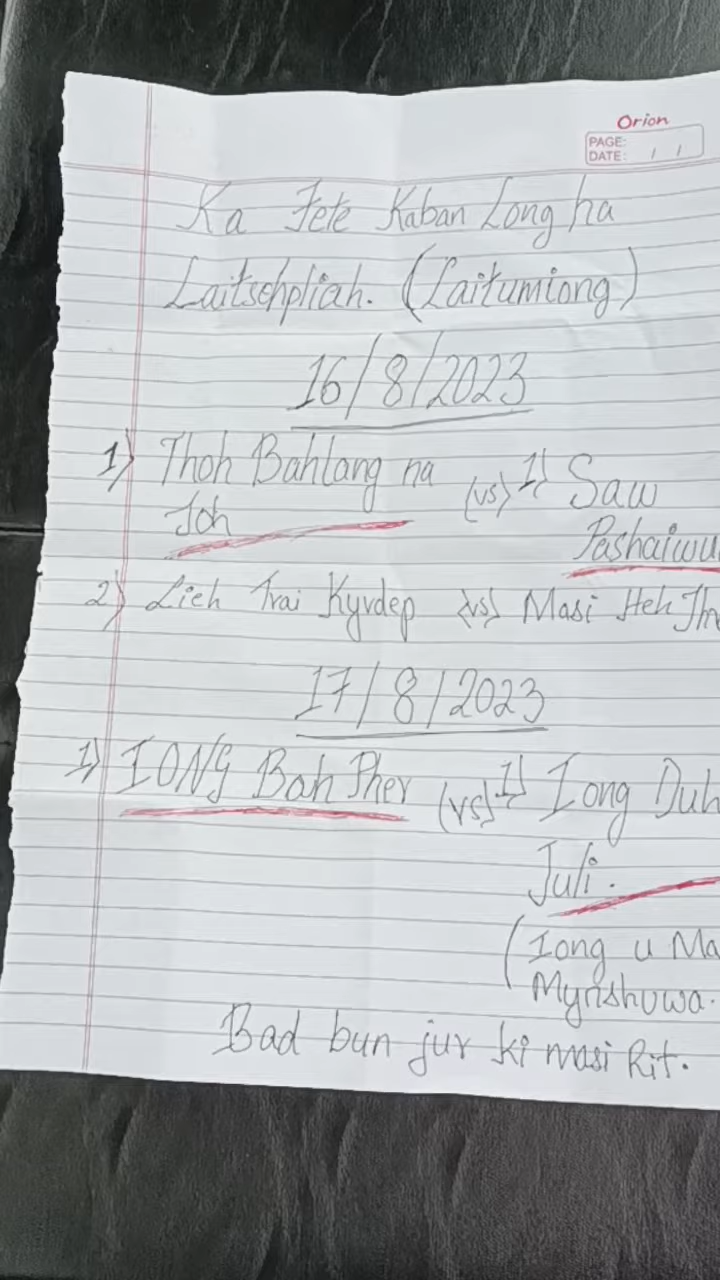 Orion
PAGE:
DATE: / /
Ka Fete Kaban Long ha
Laitsohpliah. (Laitumiong)
16/8/2023
1) Thoh Bahlang na (vs) 1) Saw
Joh Pashaiwu
2) Lieh Trai Kyrdep (vs) Masi Heh Jh
17/8/2023
1) IONG Bah Pher (vs) 1) Iong Duh
Juli.
(Iong u Ma
Mynshuwa.
Bad bun jur ki masi Rit.